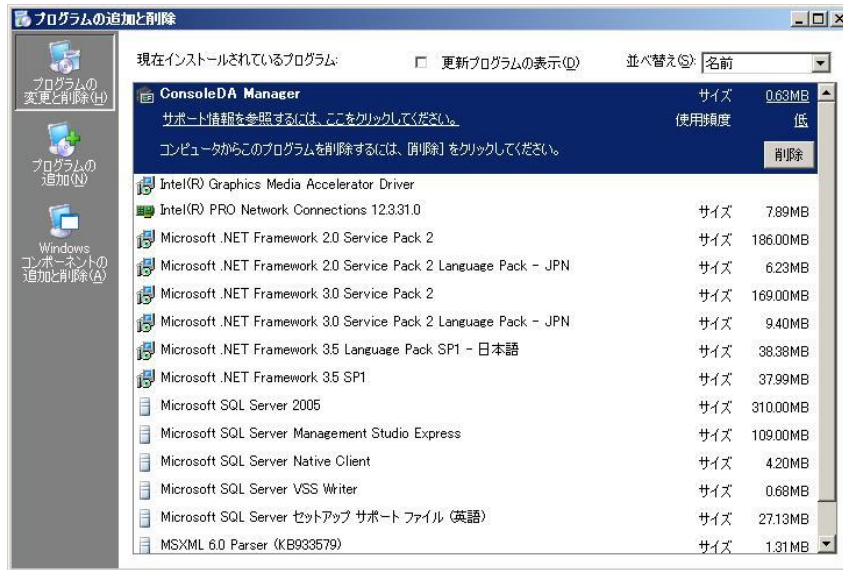 プログラムの追加と削除
プログラムの
変更と削除(H)
プログラムの
追加(N)
Windows
コンポーネントの
追加と削除(A)
現在インストールされているプログラム:
更新プログラムの表示(D)
並べ替え(S): 名前
ConsoleDA Manager サイズ 0.63MB
サポート情報を参照するには、ここをクリックしてください。 使用頻度 低
コンピュータからこのプログラムを削除するには、[削除] をクリックしてください。 削除
Intel(R) Graphics Media Accelerator Driver
Intel(R) PRO Network Connections 12.3.31.0 サイズ 7.89MB
Microsoft .NET Framework 2.0 Service Pack 2 サイズ 186.00MB
Microsoft .NET Framework 2.0 Service Pack 2 Language Pack - JPN サイズ 6.23MB
Microsoft .NET Framework 3.0 Service Pack 2 サイズ 169.00MB
Microsoft .NET Framework 3.0 Service Pack 2 Language Pack - JPN サイズ 9.40MB
Microsoft .NET Framework 3.5 Language Pack SP1 - 日本語 サイズ 38.38MB
Microsoft .NET Framework 3.5 SP1 サイズ 37.99MB
Microsoft SQL Server 2005 サイズ 310.00MB
Microsoft SQL Server Management Studio Express サイズ 109.00MB
Microsoft SQL Server Native Client サイズ 4.20MB
Microsoft SQL Server VSS Writer サイズ 0.68MB
Microsoft SQL Server セットアップ サポート ファイル (英語) サイズ 27.13MB
MSXML 6.0 Parser (KB933579) サイズ 1.31MB